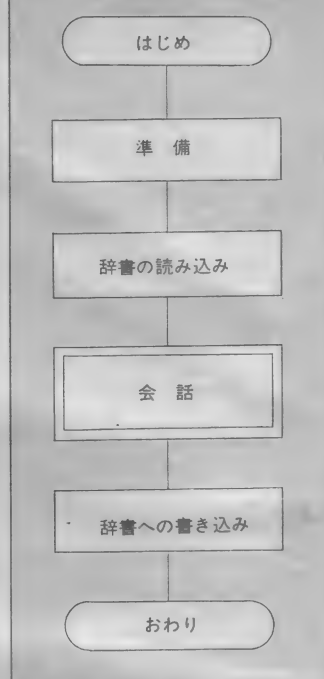 はじめ
準 備
辞書の読み込み
会 話
辞書への書き込み
おわり